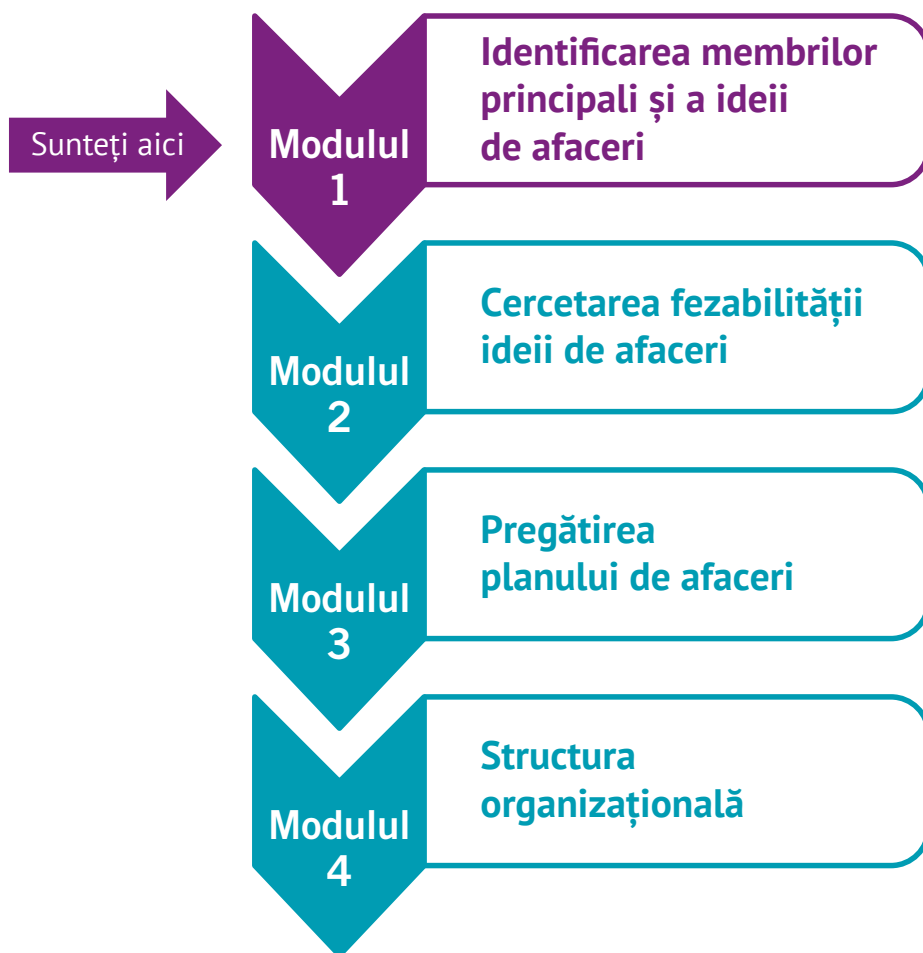 Sunteți aici
Modulul
1
Identificarea membrilor
principali și a ideii
de afaceri
Modulul
2
Cercetarea fezabilității
ideii de afaceri
Modulul
3
Pregătirea
planului de afaceri
Modulul
4
Structura
organizațională